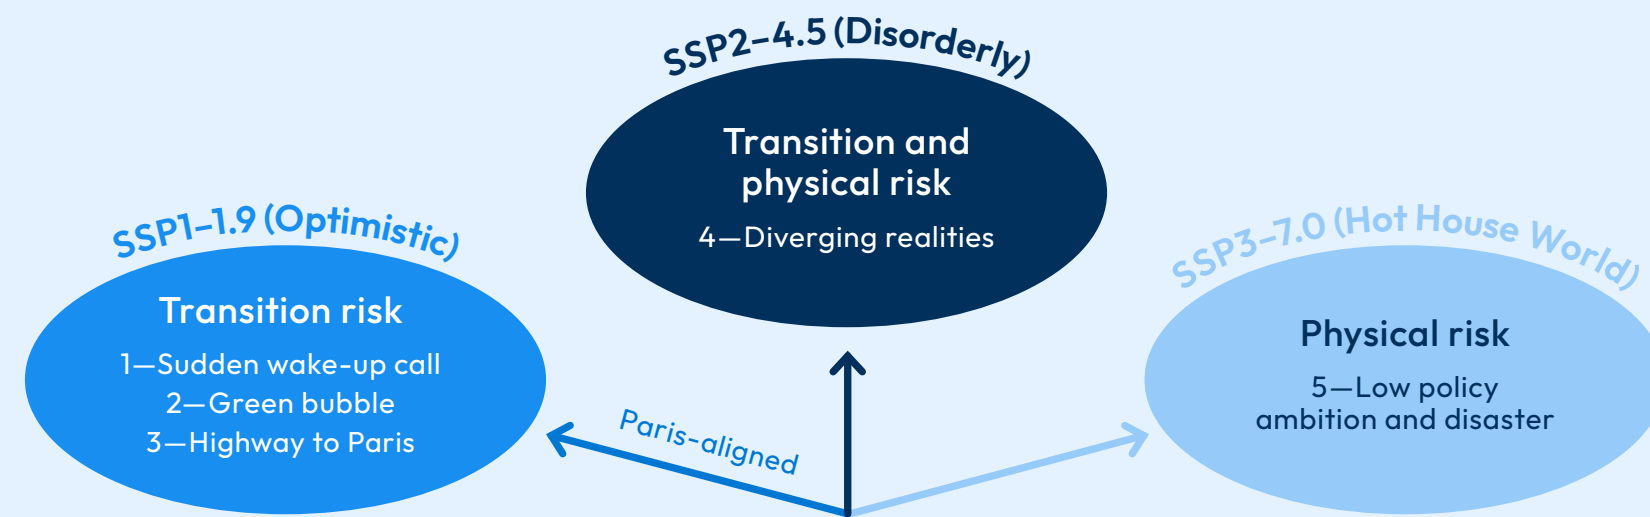 SSP2–4.5 (Disorderly)
Transition and
physical risk
4—Diverging realities
SSP1–1.9 (Optimistic)
Transition risk
1—Sudden wake-up call
2—Green bubble
3—Highway to Paris
Paris-aligned
SSP3–7.0 (Hot House World)
Physical risk
5—Low policy
ambition and disaster